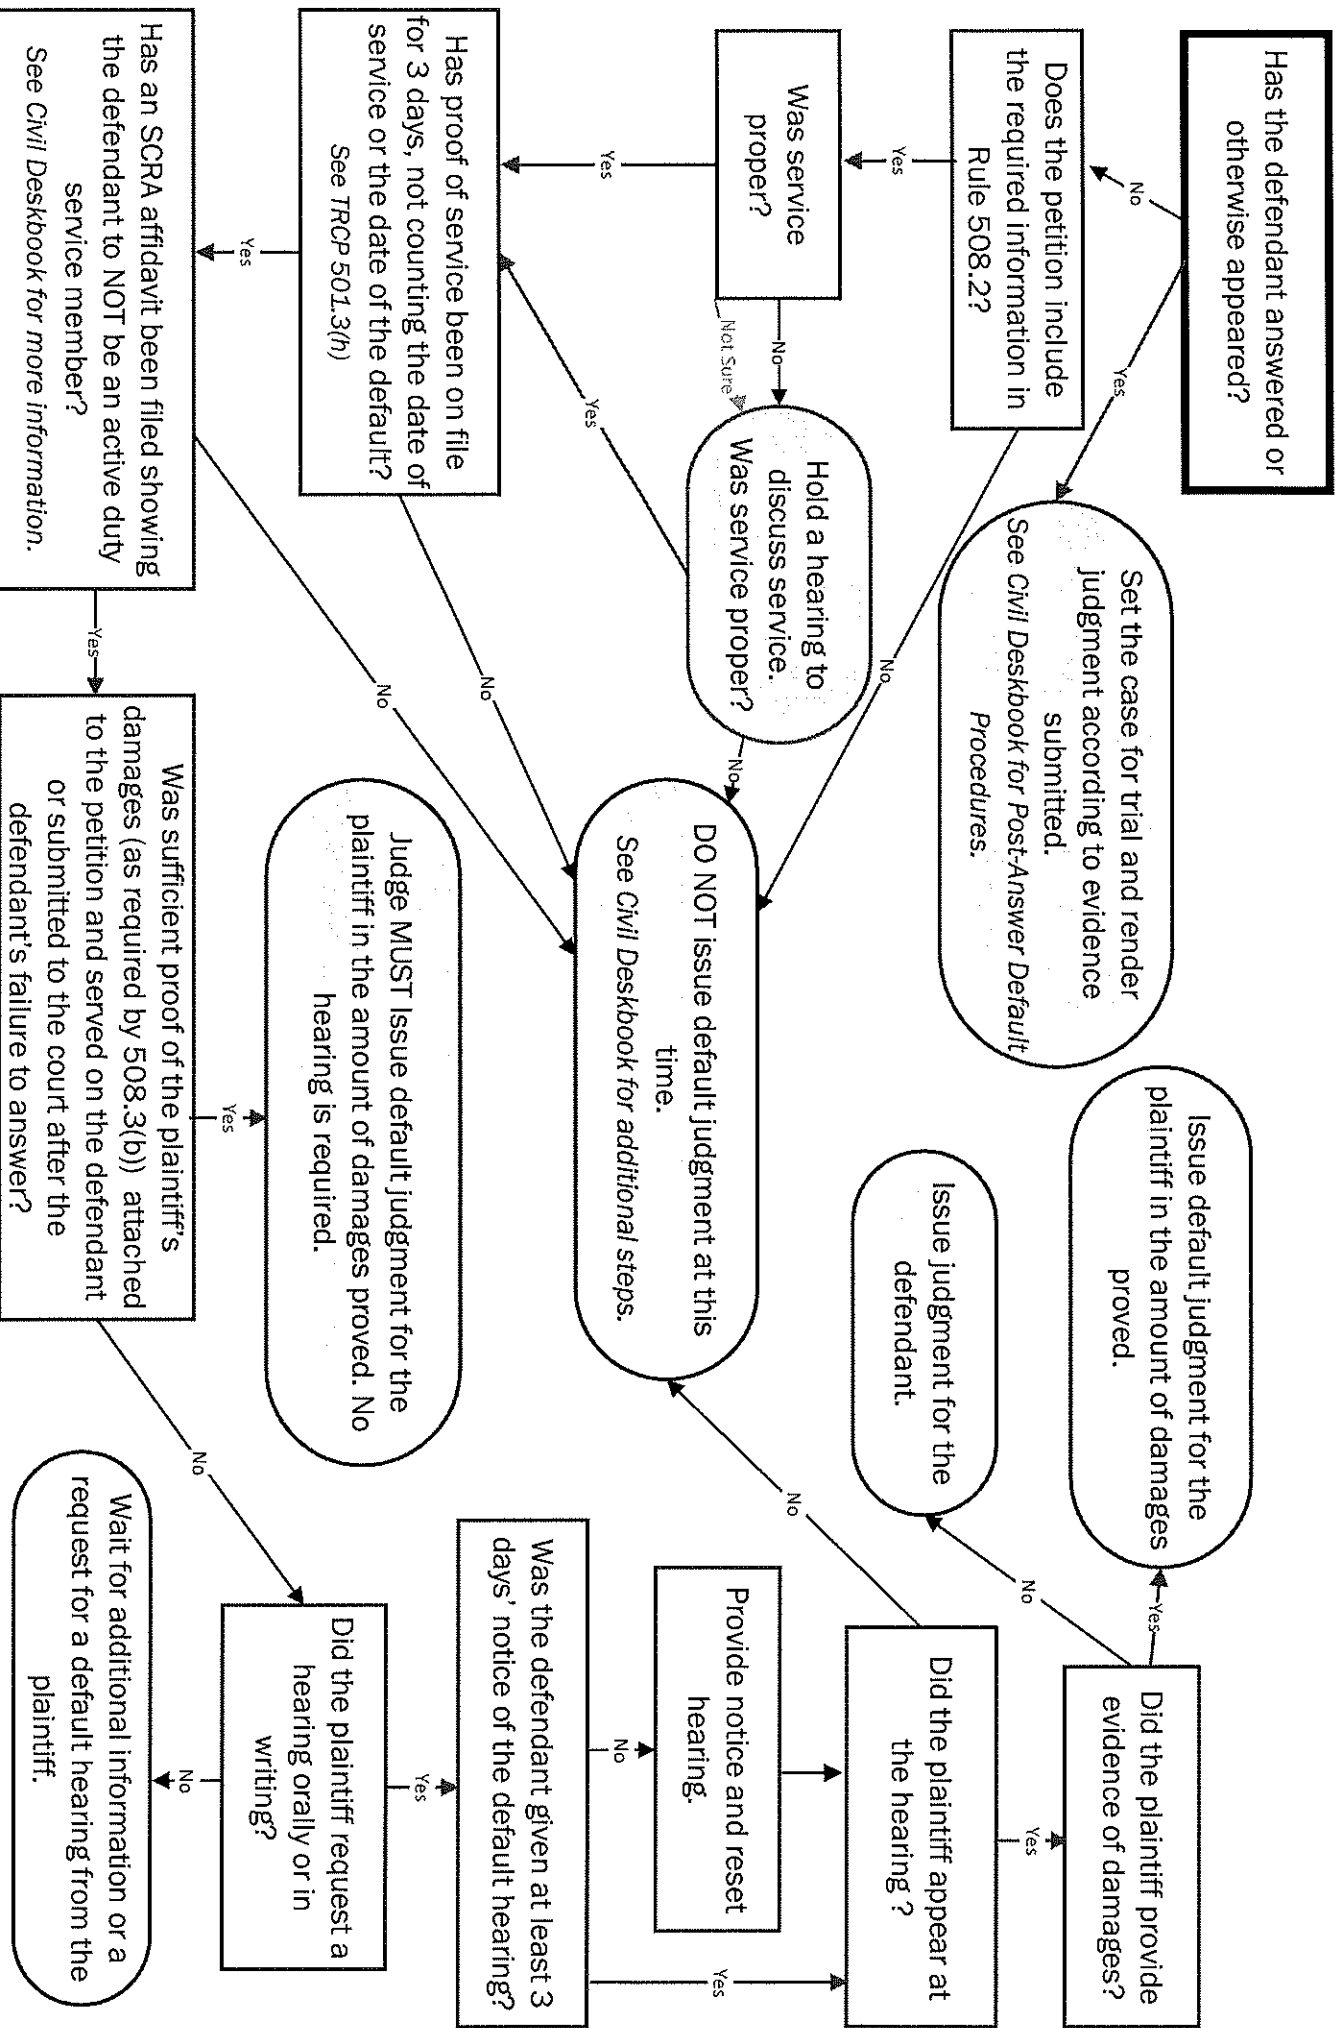 Has the defendant answered or
otherwise appeared?
No
Yes
Does the petition include
the required information in
Rule 508.2?
Yes
No
Set the case for trial and render
judgment according to evidence
submitted.
See Civil Deskbook for Post-Answer Default
Procedures.
Was service
proper?
Yes
No
Not Sure
Hold a hearing to
discuss service.
Was service proper?
Yes
No
Has proof of service been on file
for 3 days, not counting the date of
service or the date of the default?
See TRCP 501.3(h)
Yes
No
DO NOT issue default judgment at this
time.
See Civil Deskbook for additional steps.
Has an SCRA affidavit been filed showing
the defendant to NOT be an active duty
service member?
See Civil Deskbook for more information.
No
Yes
Was sufficient proof of the plaintiff's
damages (as required by 508.3(b)) attached
to the petition and served on the defendant
or submitted to the court after the
defendant's failure to answer?
Yes
Judge MUST Issue default judgment for the
plaintiff in the amount of damages proved. No
hearing is required.
No
Did the plaintiff request a
hearing orally or in
writing?
No
Wait for additional information or a
request for a default hearing from the
plaintiff.
Yes
Was the defendant given at least 3
days' notice of the default hearing?
No
Provide notice and reset
hearing.
Yes
Did the plaintiff appear at
the hearing ?
No
Yes
Did the plaintiff provide
evidence of damages?
No
Issue judgment for the
defendant.
Yes
Issue default judgment for the
plaintiff in the amount of damages
proved.